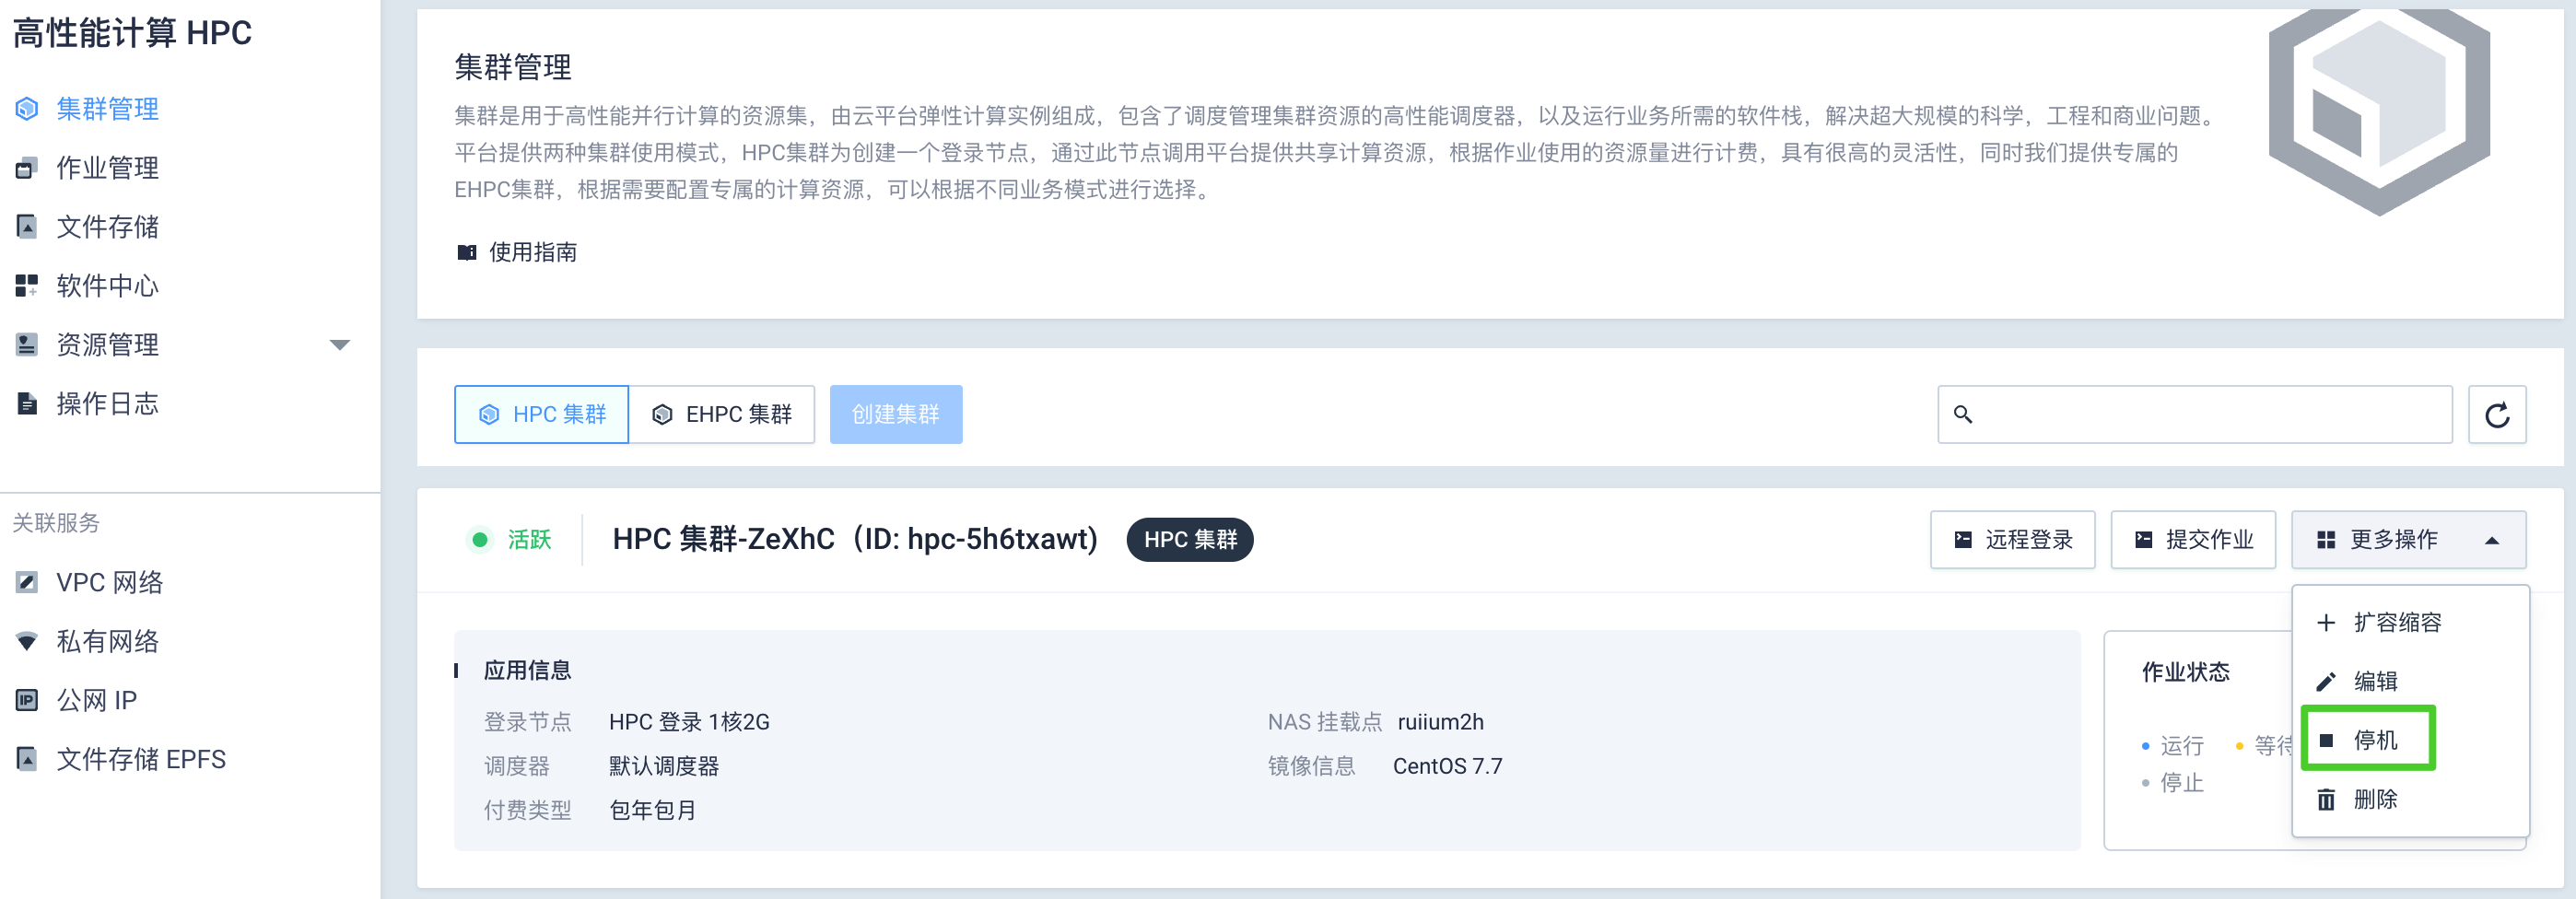 高性能计算 HPC
集群管理
作业管理
文件存储
软件中心
资源管理
操作日志
关联服务
VPC 网络
私有网络
公网 IP
文件存储 EPFS
集群管理
集群是用于高性能并行计算的资源集，由云平台弹性计算实例组成，包含了调度管理集群资源的高性能调度器，以及运行业务所需的软件栈，解决超大规模的科学，工程和商业问题。
平台提供两种集群使用模式，HPC集群为创建一个登录节点，通过此节点调用平台提供共享计算资源，根据作业使用的资源量进行计费，具有很高的灵活性，同时我们提供专属的
EHPC集群，根据需要配置专属的计算资源，可以根据不同业务模式进行选择。
使用指南
HPC 集群
EHPC 集群
创建集群
活跃
HPC 集群-ZeXhC（ID: hpc-5h6txawt)
HPC 集群
远程登录
提交作业
更多操作
扩容缩容
编辑
停机
删除
应用信息
登录节点 HPC 登录 1核2G
NAS 挂载点 ruiium2h
调度器 默认调度器
镜像信息 CentOS 7.7
付费类型 包年包月
作业状态
运行
等待
停止